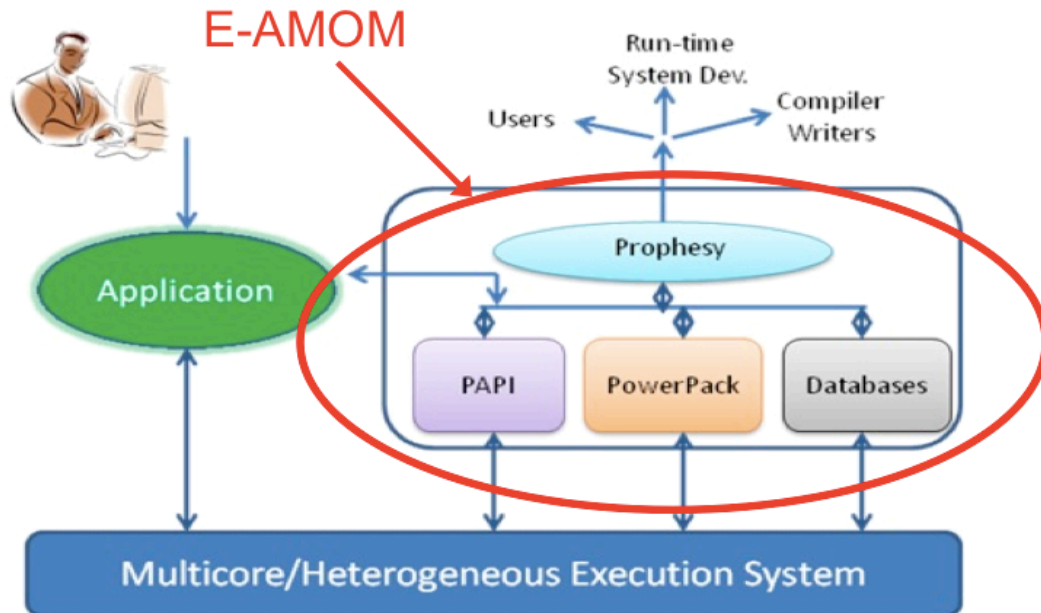 E-AMOM
Run-time
System Dev.
Users
Compiler
Writers
Prophesy
Application
PAPI
PowerPack
Databases
Multicore/Heterogeneous Execution System